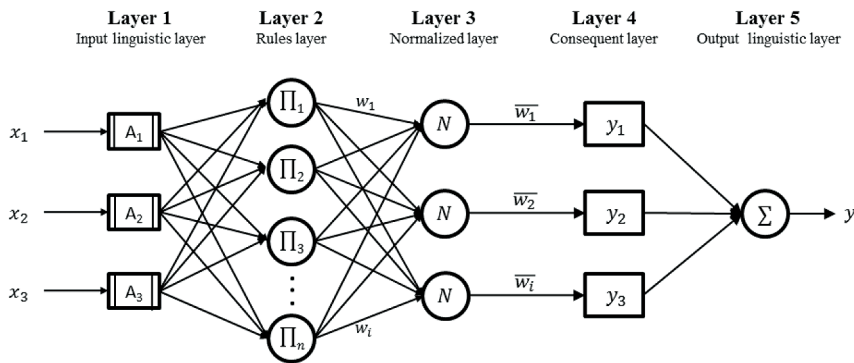 Layer 1 Layer 2 Layer 3 Layer 4 Layer 5
Input linguistic layer Rules layer Normalized layer Consequent layer Output linguistic layer
∏₁ w₁
x₁ A₁ N w̅₁ y₁
∏₂
x₂ A₂ N w̅₂ y₂ Σ y
∏₃
x₃ A₃ N w̅ᵢ y₃
∏ₙ wᵢ